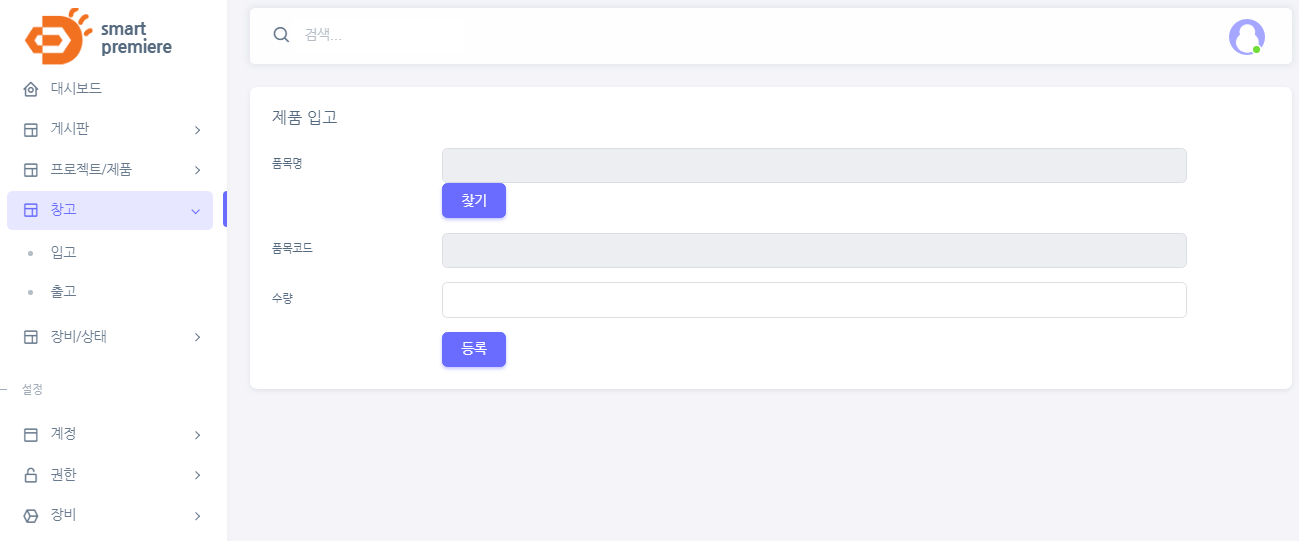 smart
premiere
대시보드
게시판
프로젝트/제품
창고
입고
출고
장비/상태
설정
계정
권한
장비
검색...
제품 입고
품목명
찾기
품목코드
수량
등록